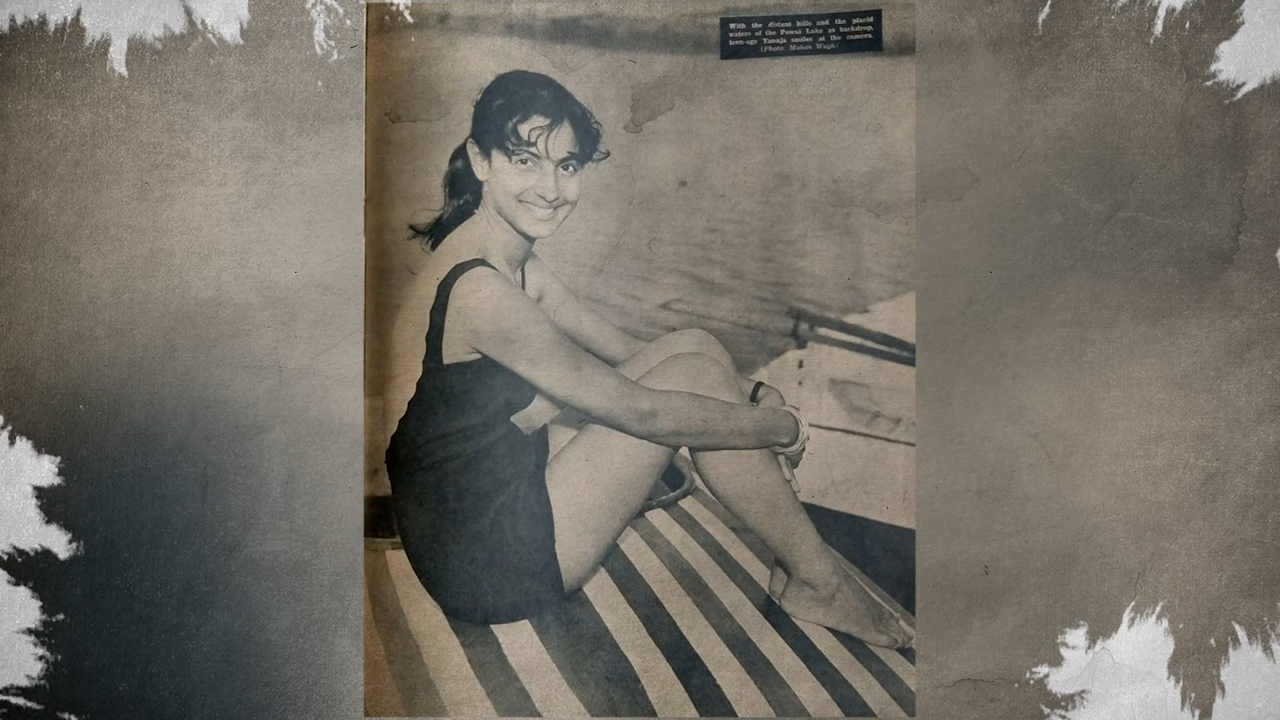 With the distant hills and the placid
waters of the Powai Lake as backdrop,
teen-age Tanuja smiles at the camera.
(Photo: Mohan Wagh)